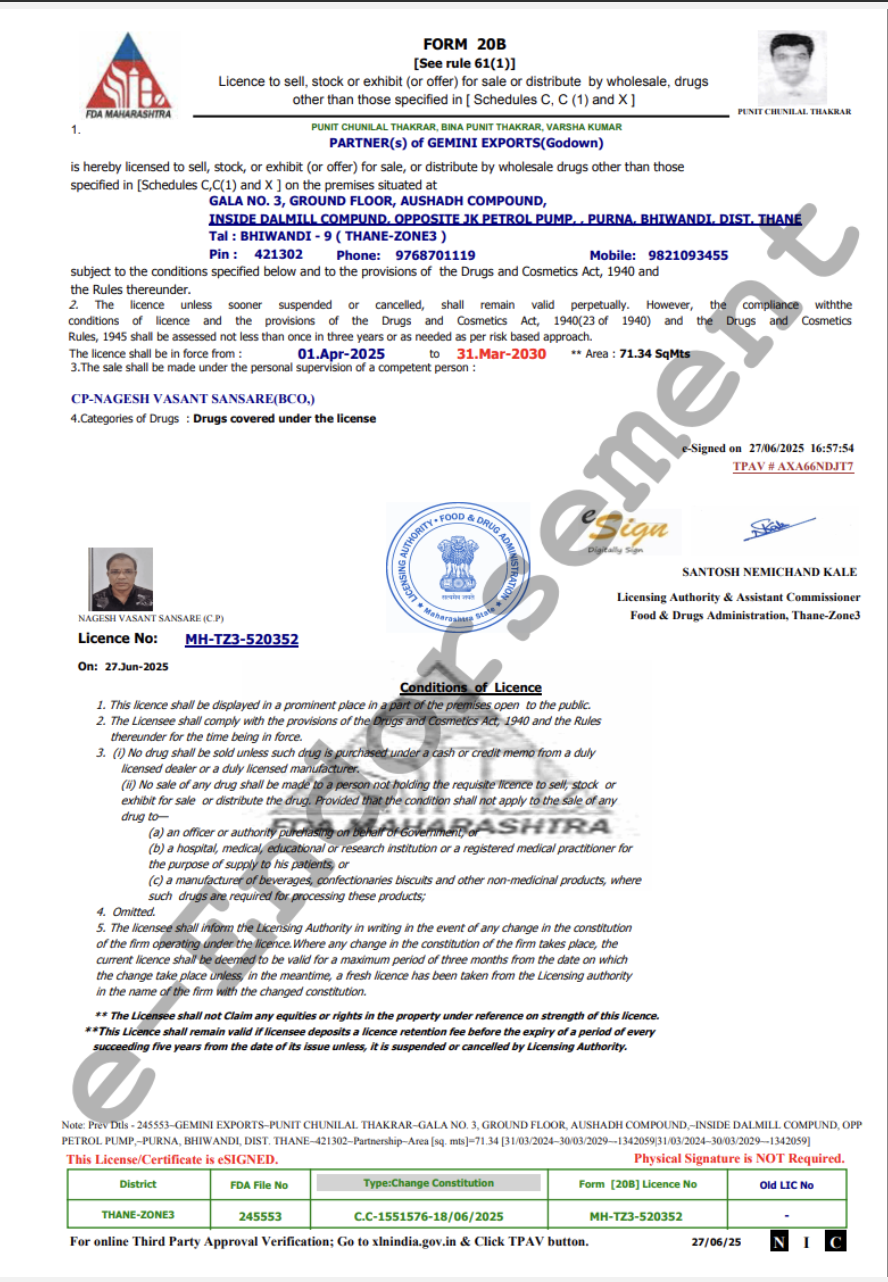 FORM 20B
[See rule 61(1)]
Licence to sell, stock or exhibit (or offer) for sale or distribute by wholesale, drugs
other than those specified in [ Schedules C, C (1) and X ]
FDA MAHARASHTRA
PUNIT CHUNILAL THAKRAR
1.
PUNIT CHUNILAL THAKRAR, BINA PUNIT THAKRAR, VARSHA KUMAR
PARTNER(s) of GEMINI EXPORTS(Godown)
is hereby licensed to sell, stock, or exhibit (or offer) for sale, or distribute by wholesale drugs other than those
specified in [Schedules C,C(1) and X ] on the premises situated at
GALA NO. 3, GROUND FLOOR, AUSHADH COMPOUND,
INSIDE DALMILL COMPUND, OPPOSITE JK PETROL PUMP, , PURNA, BHIWANDI, DIST. THANE
Tal : BHIWANDI - 9 ( THANE-ZONE3 )
Pin : 421302 Phone: 9768701119 Mobile: 9821093455
subject to the conditions specified below and to the provisions of the Drugs and Cosmetics Act, 1940 and
the Rules thereunder.
2. The licence unless sooner suspended or cancelled, shall remain valid perpetually. However, the compliance withthe
conditions of licence and the provisions of the Drugs and Cosmetics Act, 1940(23 of 1940) and the Drugs and Cosmetics
Rules, 1945 shall be assessed not less than once in three years or as needed as per risk based approach.
The licence shall be in force from : 01.Apr-2025 to 31.Mar-2030 ** Area : 71.34 SqMts
3.The sale shall be made under the personal supervision of a competent person :
CP-NAGESH VASANT SANSARE(BCO,)
4.Categories of Drugs : Drugs covered under the license
e-Signed on 27/06/2025 16:57:54
TPAV # AXA66NDJT7
LICENSING AUTHORITY • FOOD & DRUG ADMINISTRATION
★ Maharashtra State ★
सत्यमेव जयते
eSign
Digitally Sign
SANTOSH NEMICHAND KALE
Licensing Authority & Assistant Commissioner
Food & Drugs Administration, Thane-Zone3
NAGESH VASANT SANSARE (C.P)
Licence No: MH-TZ3-520352
On: 27.Jun-2025
Conditions of Licence
1. This licence shall be displayed in a prominent place in a part of the premises open to the public.
2. The Licensee shall comply with the provisions of the Drugs and Cosmetics Act, 1940 and the Rules
thereunder for the time being in force.
3. (i) No drug shall be sold unless such drug is purchased under a cash or credit memo from a duly
licensed dealer or a duly licensed manufacturer.
(ii) No sale of any drug shall be made to a person not holding the requisite licence to sell, stock or
exhibit for sale or distribute the drug. Provided that the condition shall not apply to the sale of any
drug to—
(a) an officer or authority purchasing on behalf of Government, or
(b) a hospital, medical, educational or research institution or a registered medical practitioner for
the purpose of supply to his patients, or
(c) a manufacturer of beverages, confectionaries biscuits and other non-medicinal products, where
such drugs are required for processing these products;
4. Omitted.
5. The licensee shall inform the Licensing Authority in writing in the event of any change in the constitution
of the firm operating under the licence.Where any change in the constitution of the firm takes place, the
current licence shall be deemed to be valid for a maximum period of three months from the date on which
the change take place unless, in the meantime, a fresh licence has been taken from the Licensing authority
in the name of the firm with the changed constitution.
** The Licensee shall not Claim any equities or rights in the property under reference on strength of this licence.
**This Licence shall remain valid if licensee deposits a licence retention fee before the expiry of a period of every
succeeding five years from the date of its issue unless, it is suspended or cancelled by Licensing Authority.
FDA MAHARASHTRA
e-Endorsement
Note: Prev Dtls - 245553~GEMINI EXPORTS~PUNIT CHUNILAL THAKRAR~GALA NO. 3, GROUND FLOOR, AUSHADH COMPOUND,~INSIDE DALMILL COMPUND, OPP
PETROL PUMP,~PURNA, BHIWANDI, DIST. THANE~421302~Partnership~Area [sq. mts]=71.34 [31/03/2024~30/03/2029~-1342059|31/03/2024~30/03/2029~-1342059]
This License/Certificate is eSIGNED. Physical Signature is NOT Required.
District FDA File No Type:Change Constitution Form [20B] Licence No Old LIC No
THANE-ZONE3 245553 C.C-1551576-18/06/2025 MH-TZ3-520352 -
For online Third Party Approval Verification; Go to xlnindia.gov.in & Click TPAV button. 27/06/25 N I C